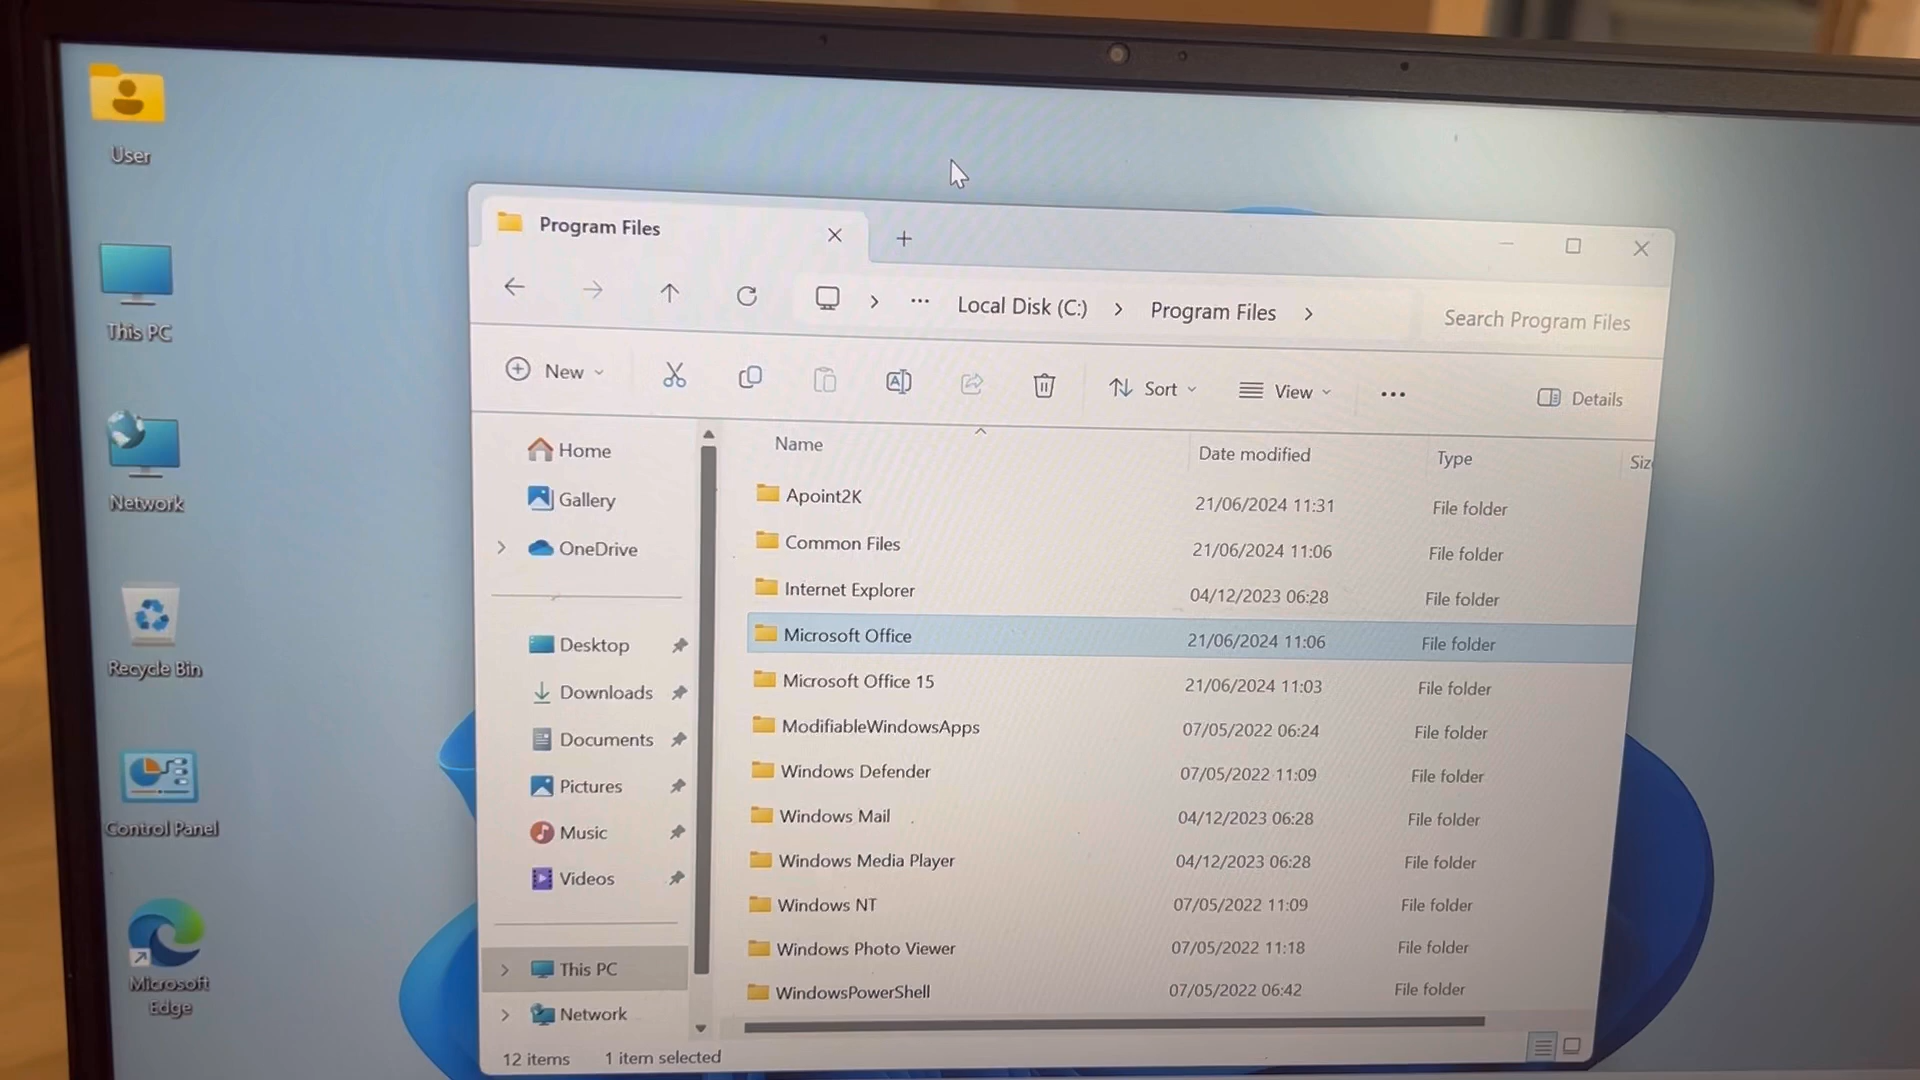 User
This PC
Network
Recycle Bin
Control Panel
Microsoft
Edge
Program Files
Local Disk (C:)
Program Files
Search Program Files
New
Sort
View
Details
Home
Gallery
OneDrive
Desktop
Downloads
Documents
Pictures
Music
Videos
This PC
Network
Name Date modified Type Siz
Apoint2K 21/06/2024 11:31 File folder
Common Files 21/06/2024 11:06 File folder
Internet Explorer 04/12/2023 06:28 File folder
Microsoft Office 21/06/2024 11:06 File folder
Microsoft Office 15 21/06/2024 11:03 File folder
ModifiableWindowsApps 07/05/2022 06:24 File folder
Windows Defender 07/05/2022 11:09 File folder
Windows Mail 04/12/2023 06:28 File folder
Windows Media Player 04/12/2023 06:28 File folder
Windows NT 07/05/2022 11:09 File folder
Windows Photo Viewer 07/05/2022 11:18 File folder
WindowsPowerShell 07/05/2022 06:42 File folder
12 items 1 item selected